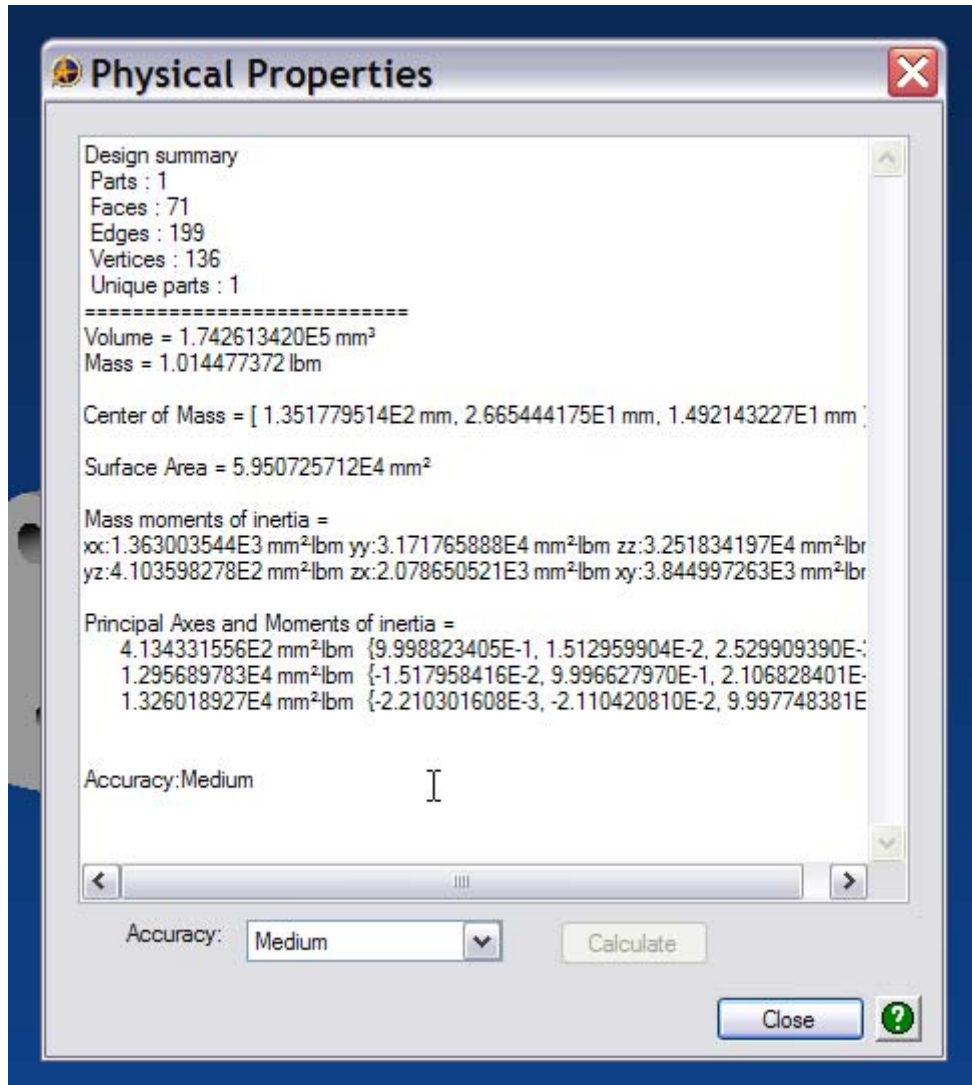 Physical Properties
Design summary
Parts : 1
Faces : 71
Edges : 199
Vertices : 136
Unique parts : 1
===========================
Volume = 1.742613420E5 mm³
Mass = 1.014477372 lbm
Center of Mass = [ 1.351779514E2 mm, 2.665444175E1 mm, 1.492143227E1 mm ]
Surface Area = 5.950725712E4 mm²
Mass moments of inertia =
xx:1.363003544E3 mm²lbm yy:3.171765888E4 mm²lbm zz:3.251834197E4 mm²lbm
yz:4.103598278E2 mm²lbm zx:2.078650521E3 mm²lbm xy:3.844997263E3 mm²lbm
Principal Axes and Moments of inertia =
4.134331556E2 mm²lbm {9.998823405E-1, 1.512959904E-2, 2.529909390E-
1.295689783E4 mm²lbm {-1.517958416E-2, 9.996627970E-1, 2.106828401E-
1.326018927E4 mm²lbm {-2.210301608E-3, -2.110420810E-2, 9.997748381E
Accuracy:Medium
Accuracy: Medium Calculate
Close ?